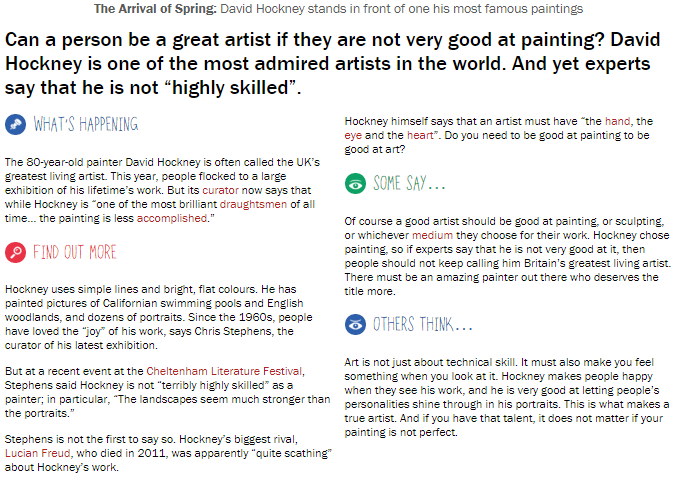 The Arrival of Spring: David Hockney stands in front of one his most famous paintings
Can a person be a great artist if they are not very good at painting? David
Hockney is one of the most admired artists in the world. And yet experts
say that he is not “highly skilled”.
WHAT'S HAPPENING
The 80-year-old painter David Hockney is often called the UK’s
greatest living artist. This year, people flocked to a large
exhibition of his lifetime’s work. But its curator now says that
while Hockney is “one of the most brilliant draughtsmen of all
time... the painting is less accomplished.”
FIND OUT MORE
Hockney uses simple lines and bright, flat colours. He has
painted pictures of Californian swimming pools and English
woodlands, and dozens of portraits. Since the 1960s, people
have loved the “joy” of his work, says Chris Stephens, the
curator of his latest exhibition.
But at a recent event at the Cheltenham Literature Festival,
Stephens said Hockney is not “terribly highly skilled” as a
painter; in particular, “The landscapes seem much stronger than
the portraits.”
Stephens is not the first to say so. Hockney’s biggest rival,
Lucian Freud, who died in 2011, was apparently “quite scathing”
about Hockney’s work.
Hockney himself says that an artist must have “the hand, the
eye and the heart”. Do you need to be good at painting to be
good at art?
SOME SAY...
Of course a good artist should be good at painting, or sculpting,
or whichever medium they choose for their work. Hockney chose
painting, so if experts say that he is not very good at it, then
people should not keep calling him Britain’s greatest living artist.
There must be an amazing painter out there who deserves the
title more.
OTHERS THINK...
Art is not just about technical skill. It must also make you feel
something when you look at it. Hockney makes people happy
when they see his work, and he is very good at letting people’s
personalities shine through in his portraits. This is what makes a
true artist. And if you have that talent, it does not matter if your
painting is not perfect.